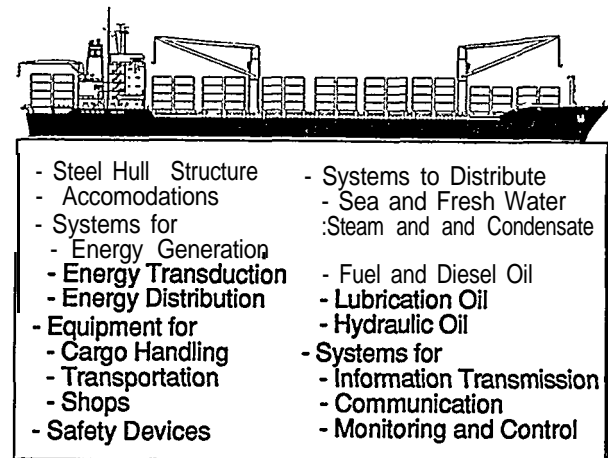 - Steel Hull Structure
- Accomodations
- Systems for
- Energy Generation
- Energy Transduction
- Energy Distribution
- Equipment for
- Cargo Handling
- Transportation
- Shops
- Safety Devices
- Systems to Distribute
- Sea and Fresh Water
:Steam and and Condensate
- Fuel and Diesel Oil
- Lubrication Oil
- Hydraulic Oil
- Systems for
- Information Transmission
- Communication
- Monitoring and Control